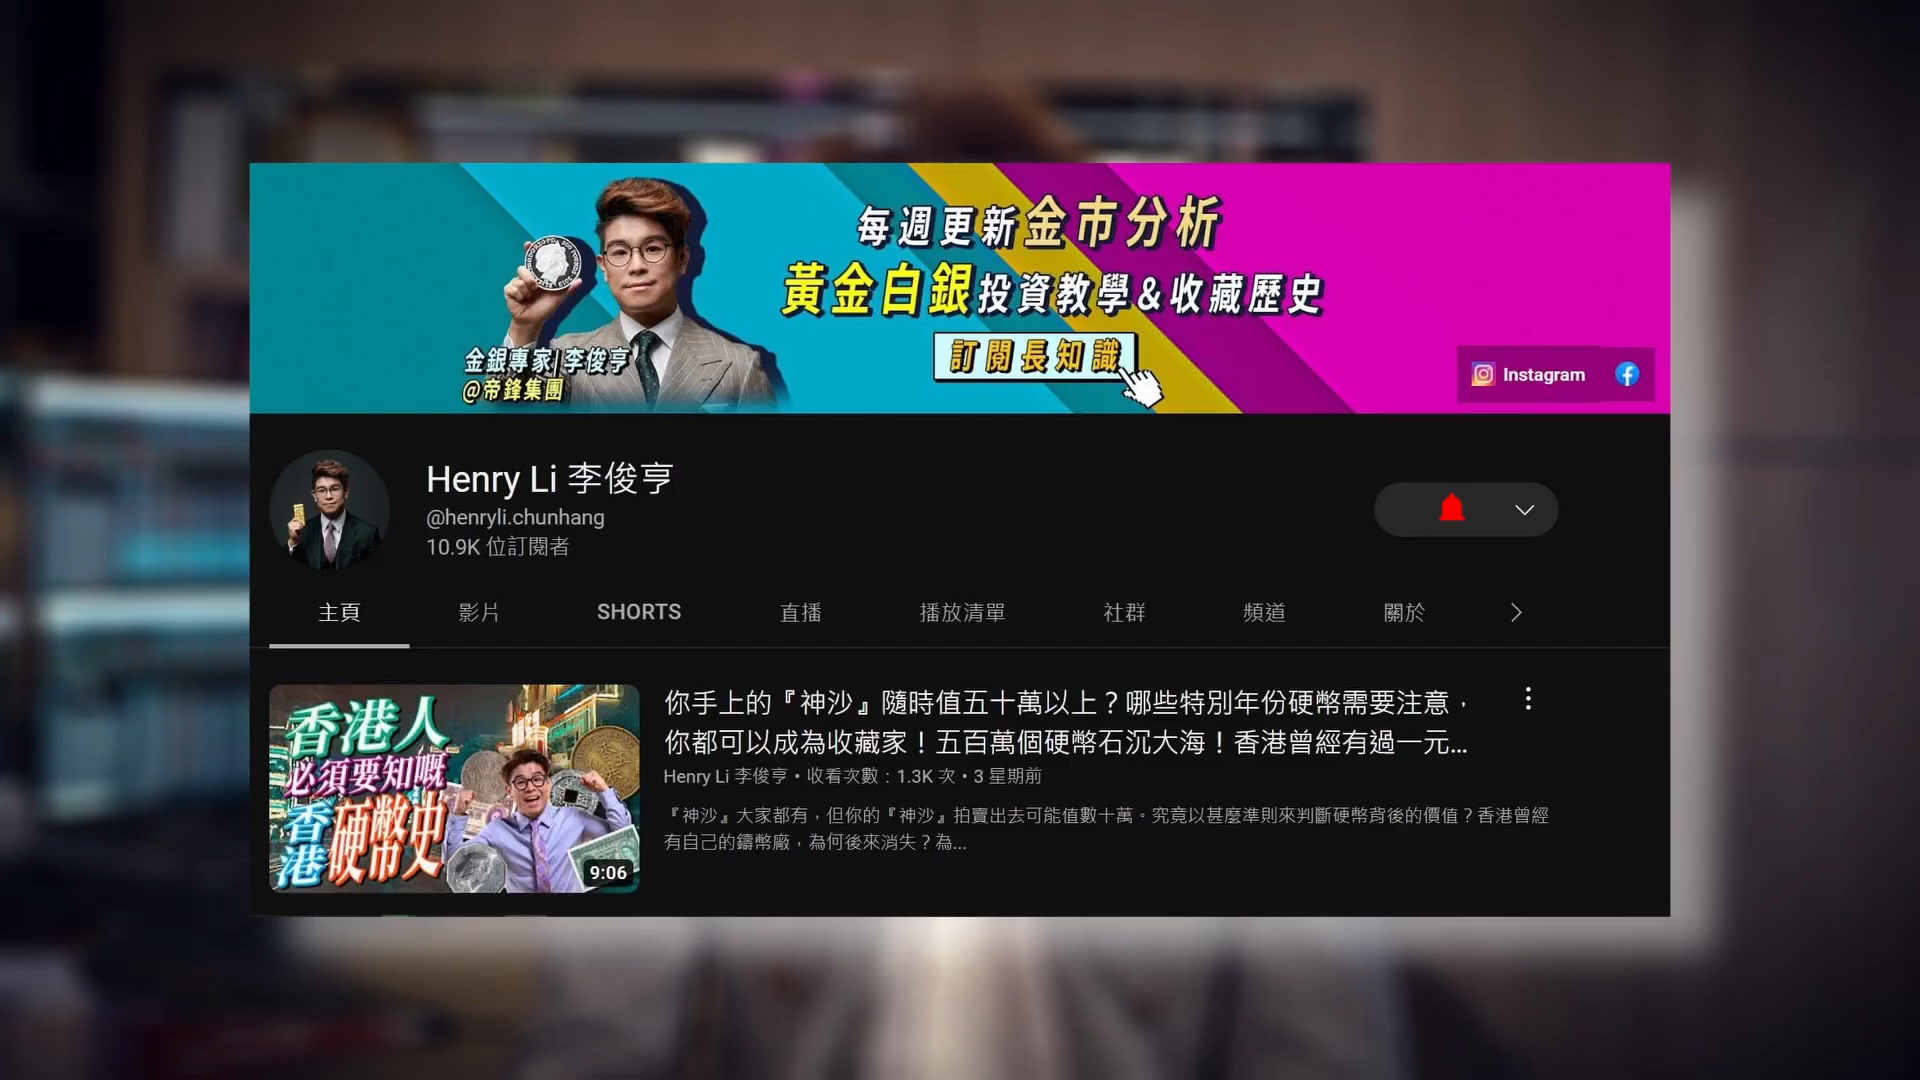 每週更新金市分析
黃金白銀投資教學&收藏歷史
訂閱長知識
金銀專家|李俊亨
@帝鋒集團
Instagram
Henry Li 李俊亨
@henryli.chunhang
10.9K 位訂閱者
主頁 影片 SHORTS 直播 播放清單 社群 頻道 關於
香港人
必須要知嘅
香港硬幣史
9:06
你手上的『神沙』隨時值五十萬以上？哪些特別年份硬幣需要注意，
你都可以成為收藏家！五百萬個硬幣石沉大海！香港曾經有過一元...
Henry Li 李俊亨 • 收看次數：1.3K 次 • 3 星期前
『神沙』大家都有，但你的『神沙』拍賣出去可能值數十萬。究竟以甚麼準則來判斷硬幣背後的價值？香港曾經
有自己的鑄幣廠，為何後來消失？為...